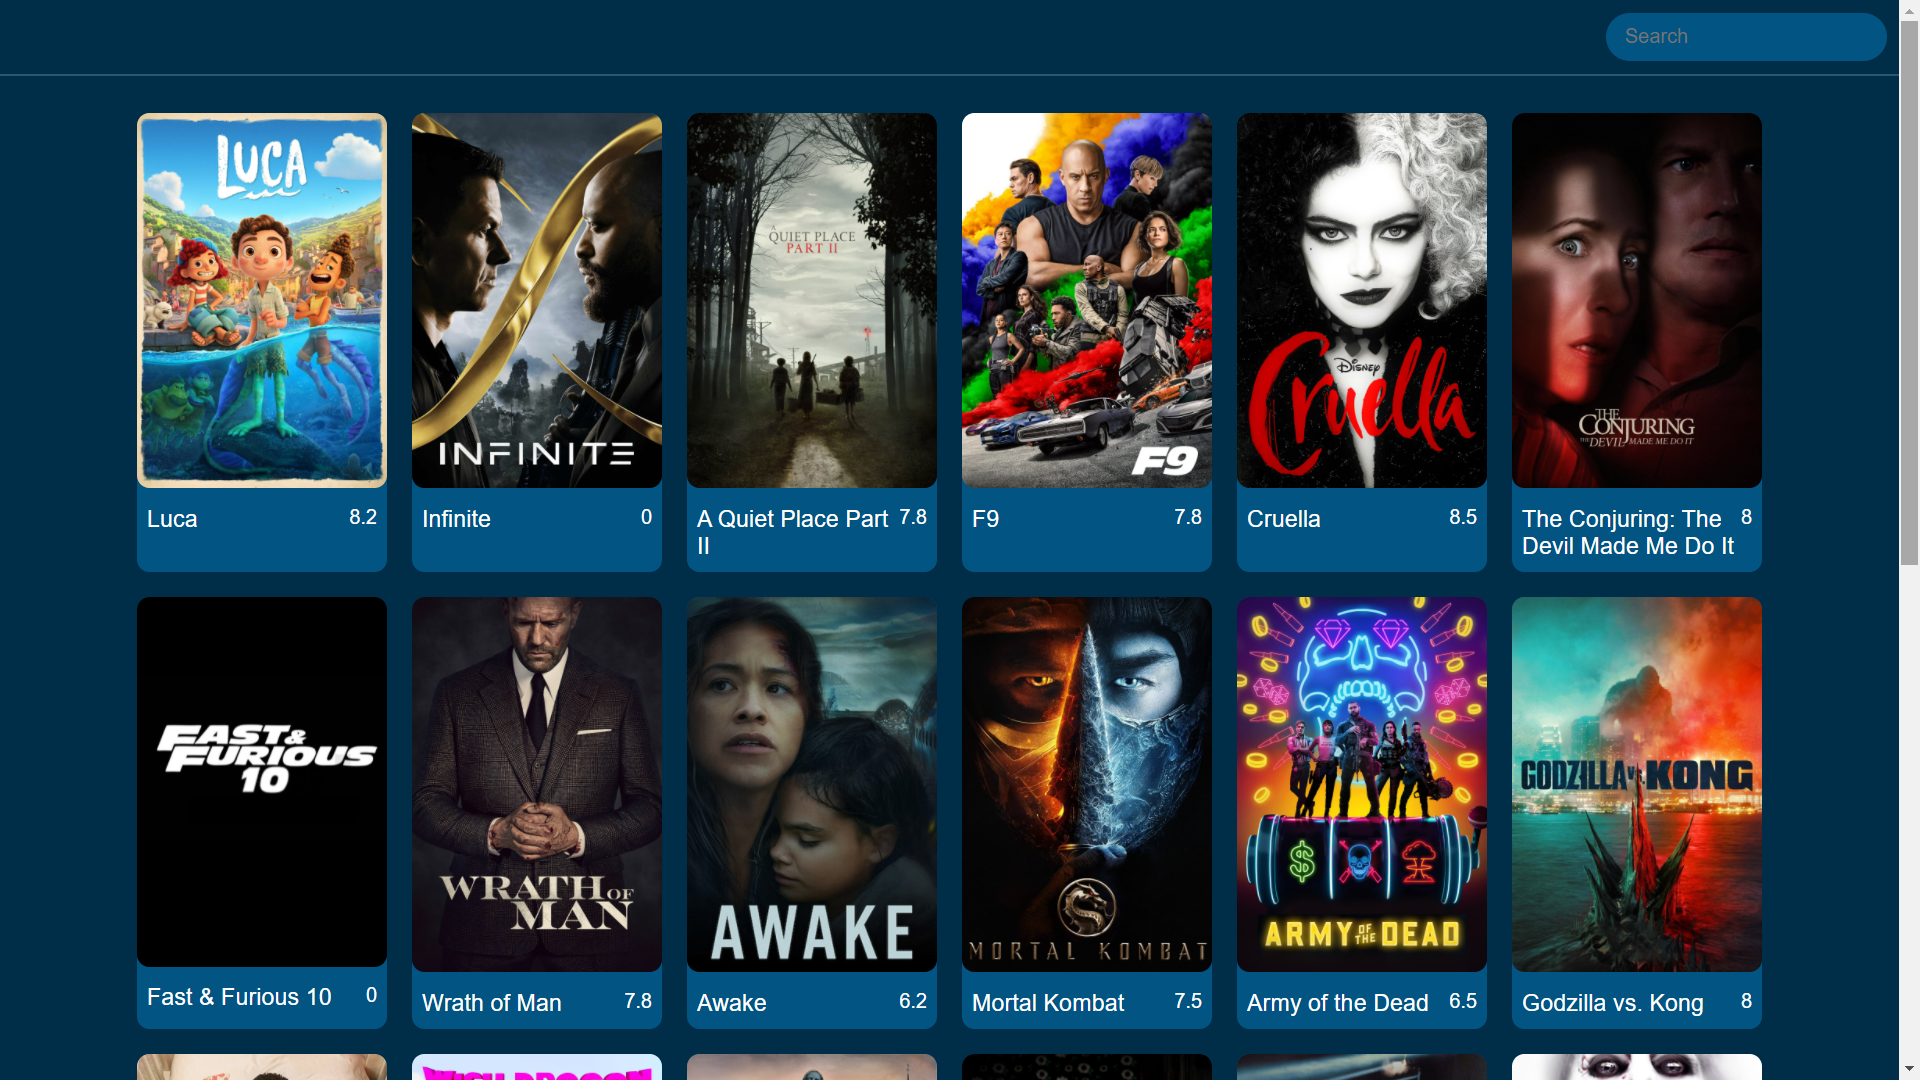 Search
LUCA
INFINITE
A
QUIET PLACE
PART II
F9
DISNEY
Cruella
THE
CONJURING
THE DEVIL MADE ME DO IT
Luca 8.2
Infinite 0
A Quiet Place Part 7.8
II
F9 7.8
Cruella 8.5
The Conjuring: The 8
Devil Made Me Do It
FAST &
FURIOUS
10
WRATH OF
MAN
AWAKE
MORTAL KOMBAT
$
ARMY OF THE DEAD
GODZILLA VS. KONG
Fast & Furious 10 0
Wrath of Man 7.8
Awake 6.2
Mortal Kombat 7.5
Army of the Dead 6.5
Godzilla vs. Kong 8
WISH DRAGON